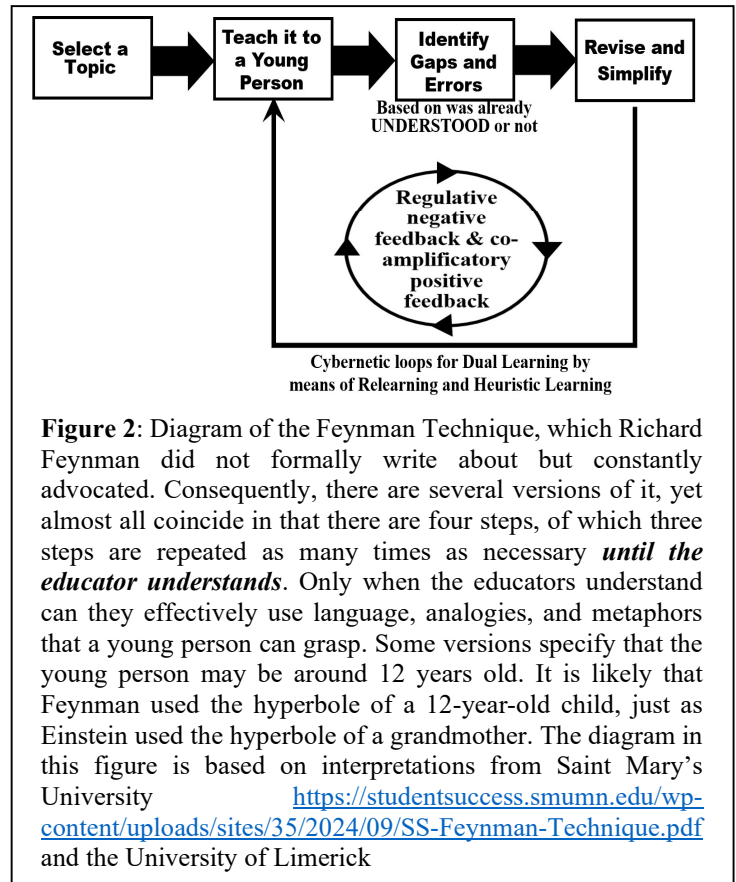 Select a
Topic
Teach it to
a Young
Person
Identify
Gaps and
Errors
Revise and
Simplify
Based on was already
UNDERSTOOD or not
Regulative
negative
feedback & co-
amplificatory
positive
feedback
Cybernetic loops for Dual Learning by
means of Relearning and Heuristic Learning
Figure 2: Diagram of the Feynman Technique, which Richard
Feynman did not formally write about but constantly
advocated. Consequently, there are several versions of it, yet
almost all coincide in that there are four steps, of which three
steps are repeated as many times as necessary until the
educator understands. Only when the educators understand
can they effectively use language, analogies, and metaphors
that a young person can grasp. Some versions specify that the
young person may be around 12 years old. It is likely that
Feynman used the hyperbole of a 12-year-old child, just as
Einstein used the hyperbole of a grandmother. The diagram in
this figure is based on interpretations from Saint Mary’s
University https://studentsuccess.smumn.edu/wp-
content/uploads/sites/35/2024/09/SS-Feynman-Technique.pdf
and the University of Limerick